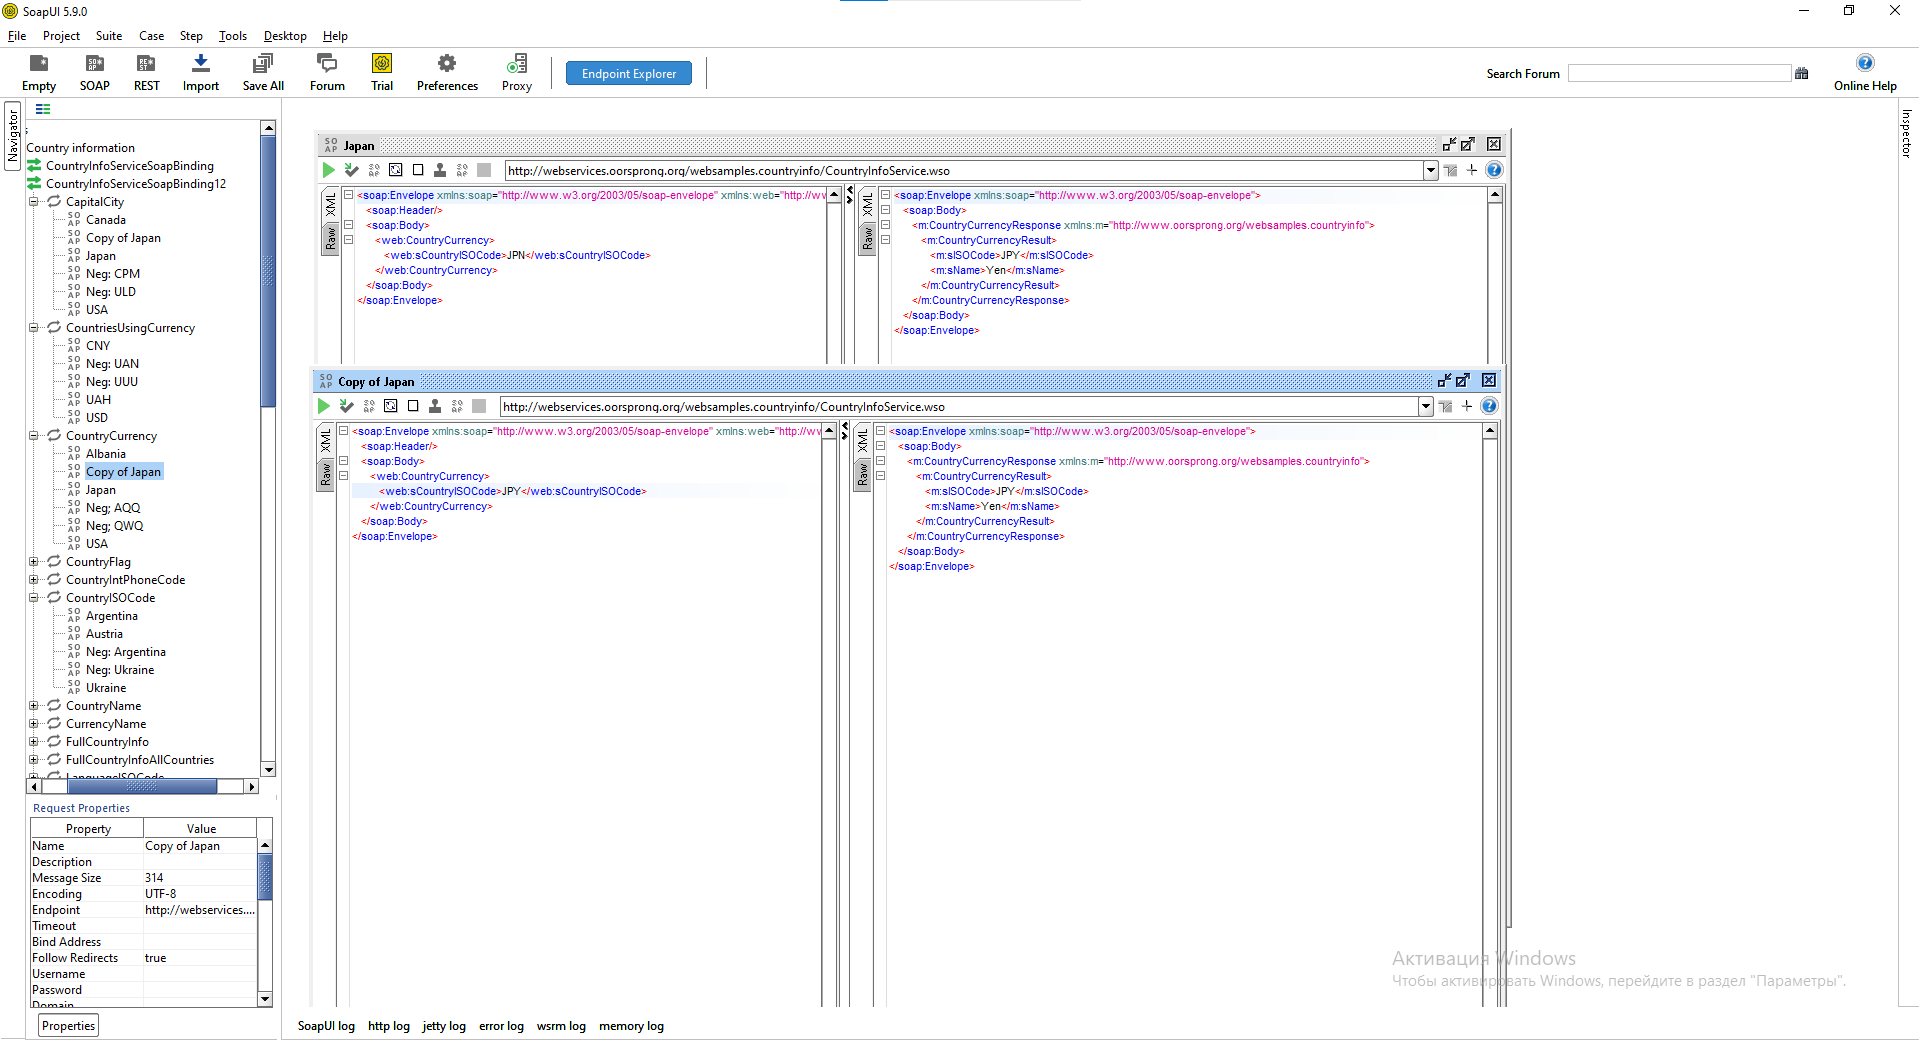 SoapUI 5.9.0
File Project Suite Case Step Tools Desktop Help
Empty SOAP REST Import Save All Forum Trial Preferences Proxy Endpoint Explorer Search Forum Online Help
Navigator
Inspector
Country information
CountryInfoServiceSoapBinding
CountryInfoServiceSoapBinding12
CapitalCity
Canada
Copy of Japan
Japan
Neg: CPM
Neg: ULD
USA
CountriesUsingCurrency
CNY
Neg: UAN
Neg: UUU
UAH
USD
CountryCurrency
Albania
Copy of Japan
Japan
Neg; AQQ
Neg; QWQ
USA
CountryFlag
CountryIntPhoneCode
CountryISOCode
Argentina
Austria
Neg: Argentina
Neg: Ukraine
Ukraine
CountryName
CurrencyName
FullCountryInfo
FullCountryInfoAllCountries
LanguageISOCode
Request Properties
Property Value
Name Copy of Japan
Description
Message Size 314
Encoding UTF-8
Endpoint http://webservices....
Timeout
Bind Address
Follow Redirects true
Username
Password
Domain
Properties
SOAP Japan
http://webservices.oorsprong.org/websamples.countryinfo/CountryInfoService.wso
XML
Raw
<soap:Envelope xmlns:soap="http://www.w3.org/2003/05/soap-envelope" xmlns:web="http://ww
<soap:Header/>
<soap:Body>
<web:CountryCurrency>
<web:sCountryISOCode>JPN</web:sCountryISOCode>
</web:CountryCurrency>
</soap:Body>
</soap:Envelope>
XML
Raw
<soap:Envelope xmlns:soap="http://www.w3.org/2003/05/soap-envelope">
<soap:Body>
<m:CountryCurrencyResponse xmlns:m="http://www.oorsprong.org/websamples.countryinfo">
<m:CountryCurrencyResult>
<m:sISOCode>JPY</m:sISOCode>
<m:sName>Yen</m:sName>
</m:CountryCurrencyResult>
</m:CountryCurrencyResponse>
</soap:Body>
</soap:Envelope>
SOAP Copy of Japan
http://webservices.oorsprong.org/websamples.countryinfo/CountryInfoService.wso
XML
Raw
<soap:Envelope xmlns:soap="http://www.w3.org/2003/05/soap-envelope" xmlns:web="http://ww
<soap:Header/>
<soap:Body>
<web:CountryCurrency>
<web:sCountryISOCode>JPY</web:sCountryISOCode>
</web:CountryCurrency>
</soap:Body>
</soap:Envelope>
XML
Raw
<soap:Envelope xmlns:soap="http://www.w3.org/2003/05/soap-envelope">
<soap:Body>
<m:CountryCurrencyResponse xmlns:m="http://www.oorsprong.org/websamples.countryinfo">
<m:CountryCurrencyResult>
<m:sISOCode>JPY</m:sISOCode>
<m:sName>Yen</m:sName>
</m:CountryCurrencyResult>
</m:CountryCurrencyResponse>
</soap:Body>
</soap:Envelope>
Активация Windows
Чтобы активировать Windows, перейдите в раздел "Параметры".
SoapUI log http log jetty log error log wsrm log memory log